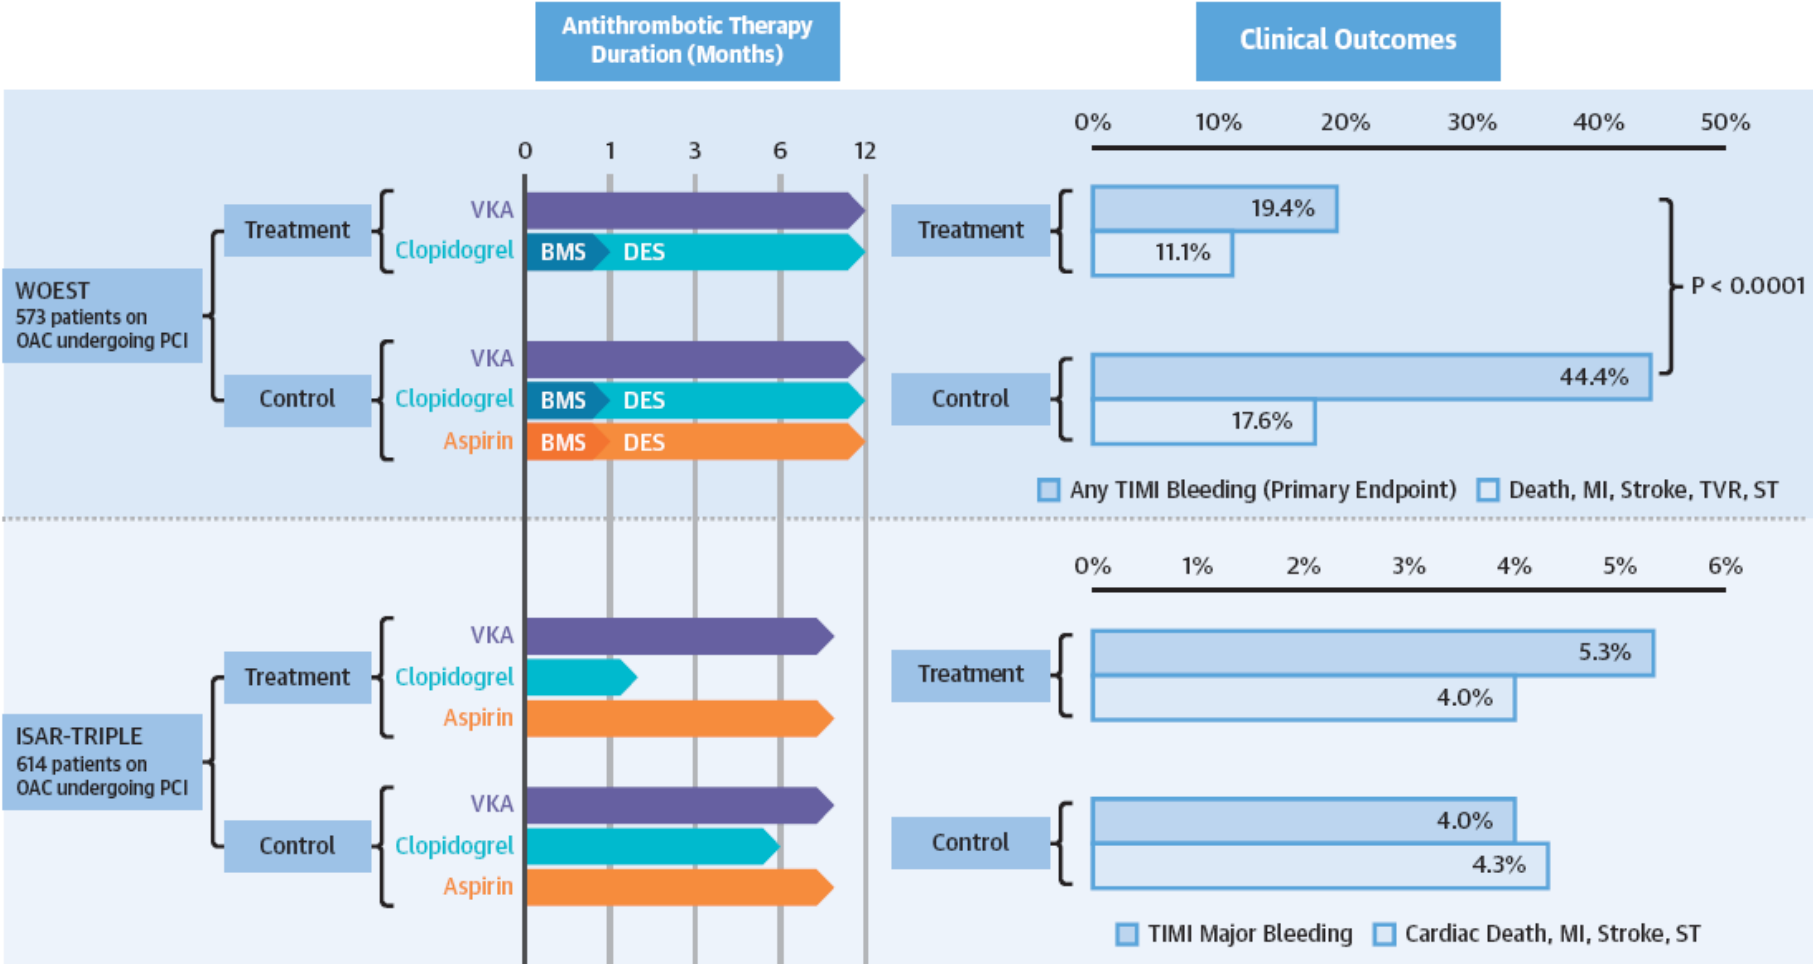 Antithrombotic Therapy
Duration (Months)
Clinical Outcomes
0 1 3 6 12
0% 10% 20% 30% 40% 50%
WOEST
573 patients on
OAC undergoing PCI
Treatment
VKA
Clopidogrel BMS DES
Control
VKA
Clopidogrel BMS DES
Aspirin BMS DES
Treatment
19.4%
11.1%
Control
44.4%
17.6%
P < 0.0001
Any TIMI Bleeding (Primary Endpoint) Death, MI, Stroke, TVR, ST
0% 1% 2% 3% 4% 5% 6%
ISAR-TRIPLE
614 patients on
OAC undergoing PCI
Treatment
VKA
Clopidogrel
Aspirin
Control
VKA
Clopidogrel
Aspirin
Treatment
5.3%
4.0%
Control
4.0%
4.3%
TIMI Major Bleeding Cardiac Death, MI, Stroke, ST